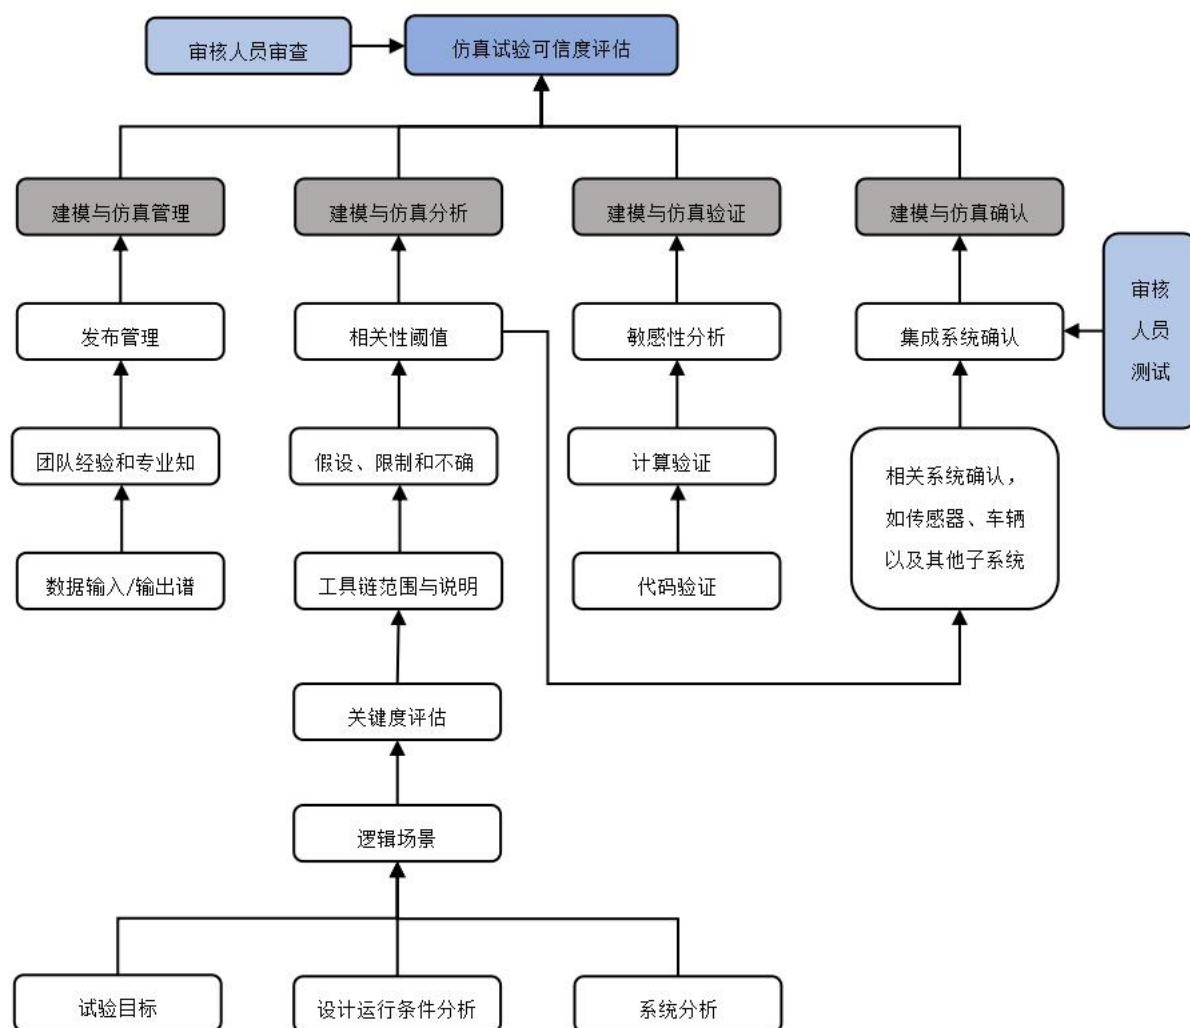 审核人员审查
仿真试验可信度评估
建模与仿真管理
建模与仿真分析
建模与仿真验证
建模与仿真确认
发布管理
相关性阈值
敏感性分析
集成系统确认
审核
人员
测试
团队经验和专业知
假设、限制和不确
计算验证
相关系统确认，
如传感器、车辆
以及其他子系统
数据输入/输出谱
工具链范围与说明
代码验证
关键度评估
逻辑场景
试验目标
设计运行条件分析
系统分析